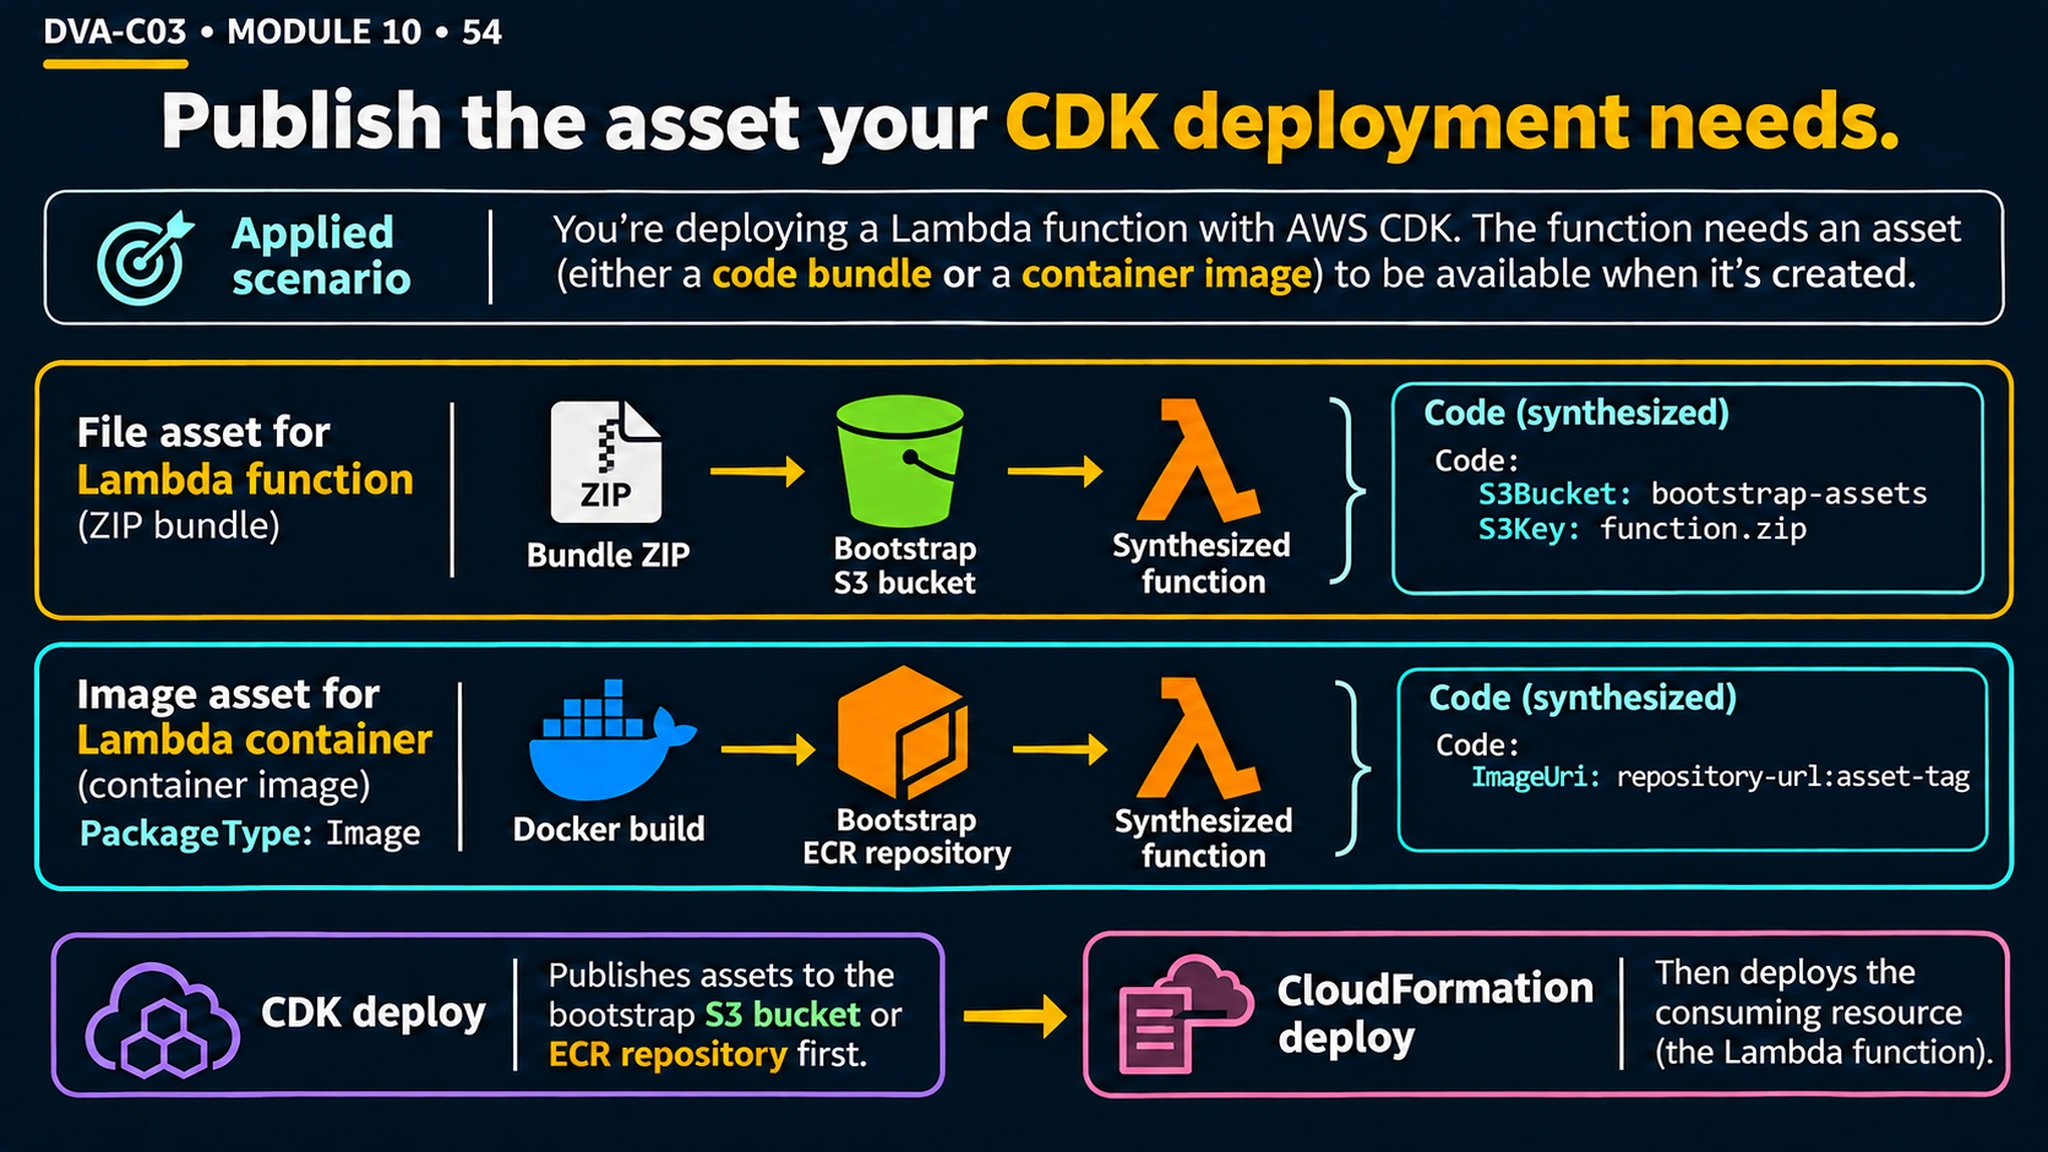 DVA-C03 • MODULE 10 • 54
Publish the asset your CDK deployment needs.
Applied
scenario
You're deploying a Lambda function with AWS CDK. The function needs an asset
(either a code bundle or a container image) to be available when it's created.
File asset for
Lambda function
(ZIP bundle)
ZIP
Bundle ZIP
Bootstrap
S3 bucket
Synthesized
function
Code (synthesized)
Code:
S3Bucket: bootstrap-assets
S3Key: function.zip
Image asset for
Lambda container
(container image)
PackageType: Image
Docker build
Bootstrap
ECR repository
Synthesized
function
Code (synthesized)
Code:
ImageUri: repository-url:asset-tag
CDK deploy
Publishes assets to the
bootstrap S3 bucket or
ECR repository first.
CloudFormation
deploy
Then deploys the
consuming resource
(the Lambda function).